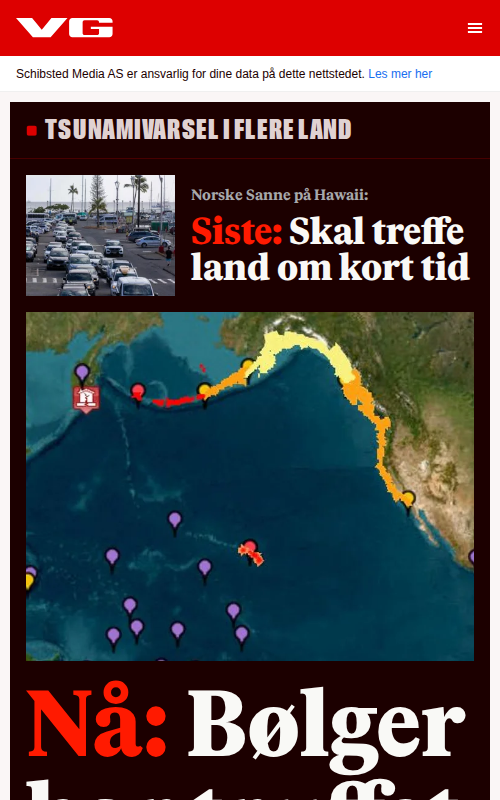 VG
Schibsted Media AS er ansvarlig for dine data på dette nettstedet. Les mer her
TSUNAMIVARSEL I FLERE LAND
Norske Sanne på Hawaii:
Siste: Skal treffe
land om kort tid
Nå: Bølger